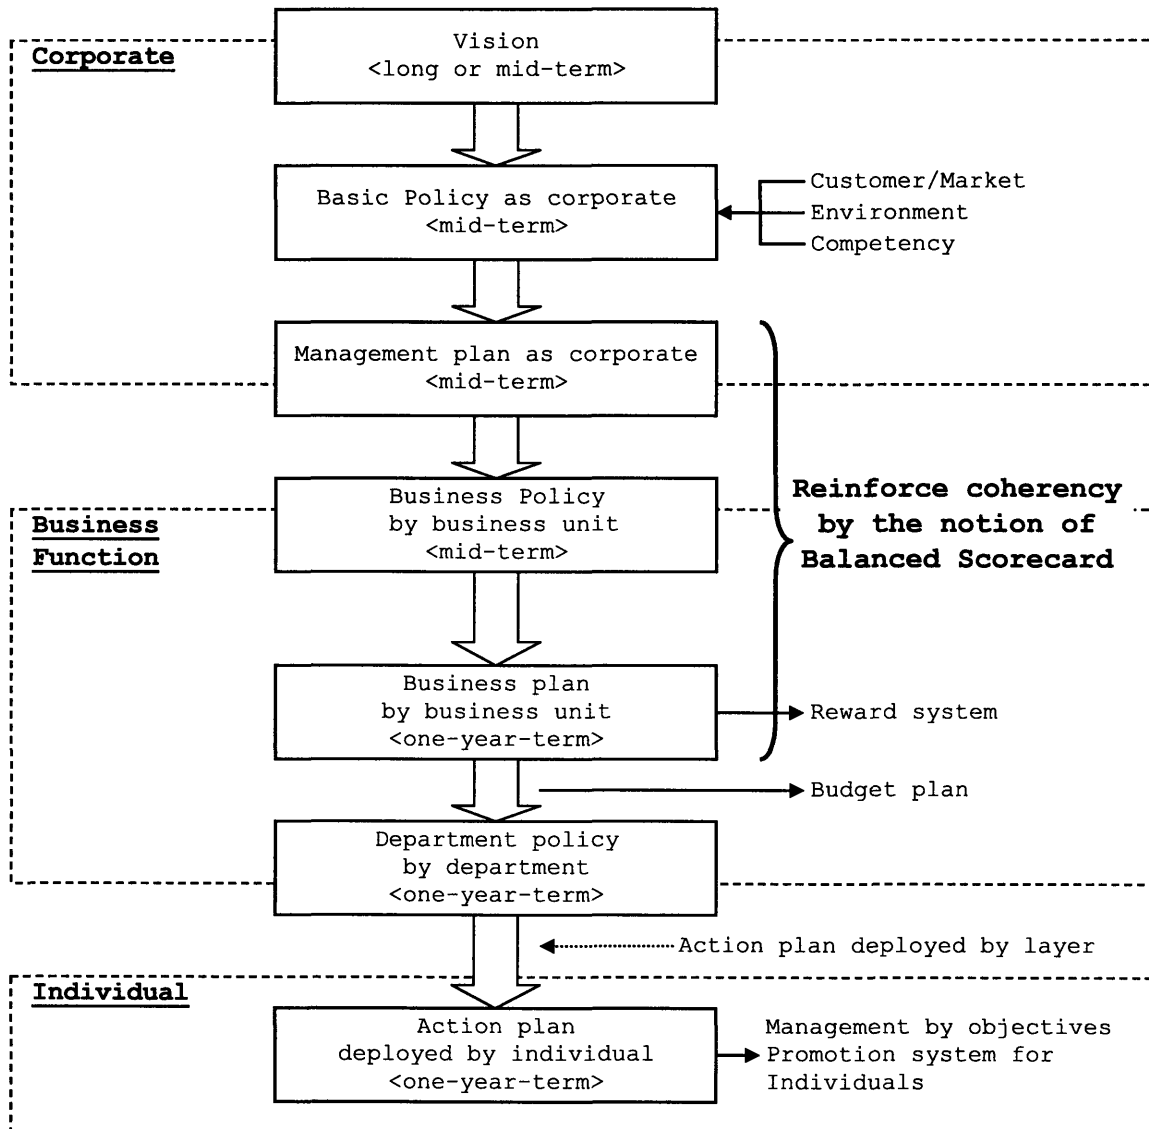 Corporate
Vision
<long or mid-term>
Basic Policy as corporate
<mid-term>
Customer/Market
Environment
Competency
Management plan as corporate
<mid-term>
Business
Function
Business Policy
by business unit
<mid-term>
Reinforce coherency
by the notion of
Balanced Scorecard
Business plan
by business unit
<one-year-term>
Reward system
Budget plan
Department policy
by department
<one-year-term>
Action plan deployed by layer
Individual
Action plan
deployed by individual
<one-year-term>
Management by objectives
Promotion system for
Individuals